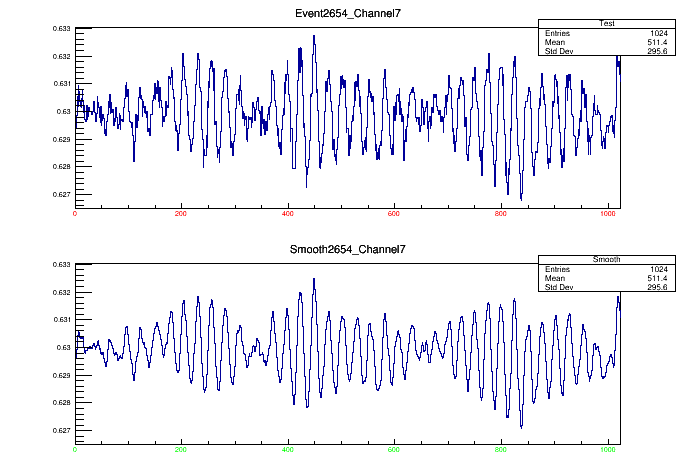 Event2654_Channel7
Test
Entries 1024
Mean 511.4
Std Dev 295.6
0.633
0.632
0.631
0.63
0.629
0.628
0.627
0 200 400 600 800 1000
Smooth2654_Channel7
Smooth
Entries 1024
Mean 511.4
Std Dev 295.6
0.633
0.632
0.631
0.63
0.629
0.628
0.627
0 200 400 600 800 1000